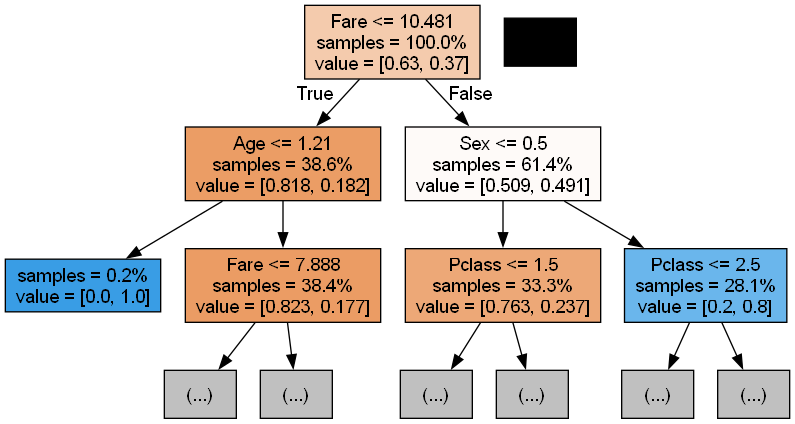 Fare <= 10.481
samples = 100.0%
value = [0.63, 0.37]
True
False
Age <= 1.21
samples = 38.6%
value = [0.818, 0.182]
Sex <= 0.5
samples = 61.4%
value = [0.509, 0.491]
samples = 0.2%
value = [0.0, 1.0]
Fare <= 7.888
samples = 38.4%
value = [0.823, 0.177]
Pclass <= 1.5
samples = 33.3%
value = [0.763, 0.237]
Pclass <= 2.5
samples = 28.1%
value = [0.2, 0.8]
(...)
(...)
(...)
(...)
(...)
(...)